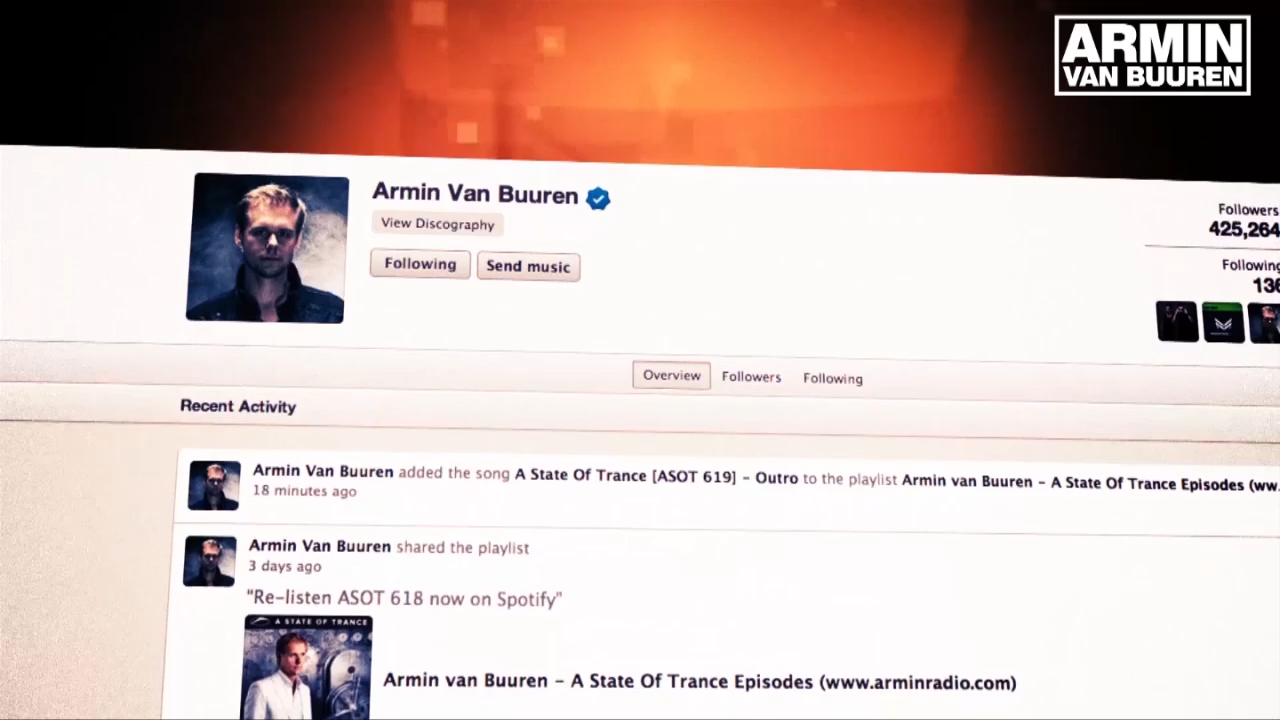 ARMIN
VAN BUUREN
Armin Van Buuren
View Discography
Following
Send music
Followers
425,264
Following
136
Overview
Followers
Following
Recent Activity
Armin Van Buuren added the song A State Of Trance [ASOT 619] – Outro to the playlist Armin van Buuren – A State Of Trance Episodes (ww.
18 minutes ago
Armin Van Buuren shared the playlist
3 days ago
"Re-listen ASOT 618 now on Spotify"
A STATE OF TRANCE
Armin van Buuren – A State Of Trance Episodes (www.arminradio.com)